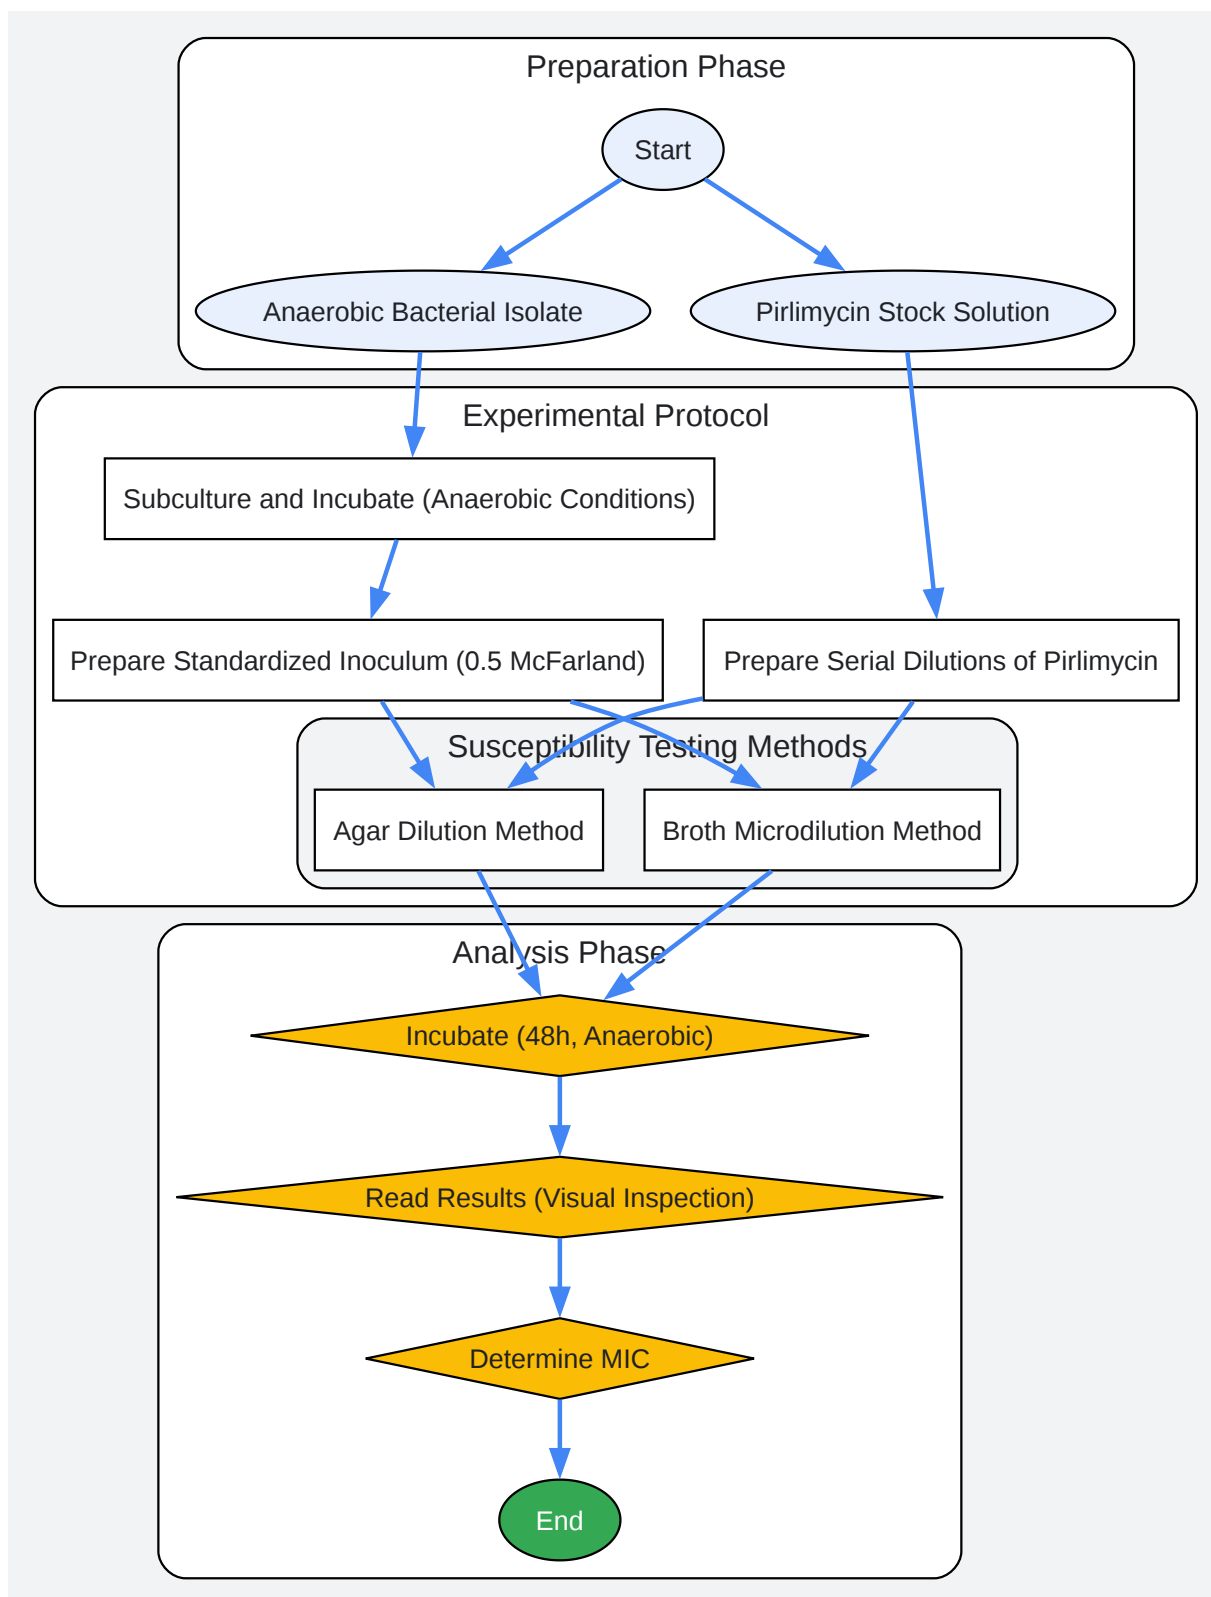 Preparation Phase
Start
Anaerobic Bacterial Isolate
Pirlimycin Stock Solution
Experimental Protocol
Subculture and Incubate (Anaerobic Conditions)
Prepare Standardized Inoculum (0.5 McFarland)
Prepare Serial Dilutions of Pirlimycin
Susceptibility Testing Methods
Agar Dilution Method
Broth Microdilution Method
Analysis Phase
Incubate (48h, Anaerobic)
Read Results (Visual Inspection)
Determine MIC
End